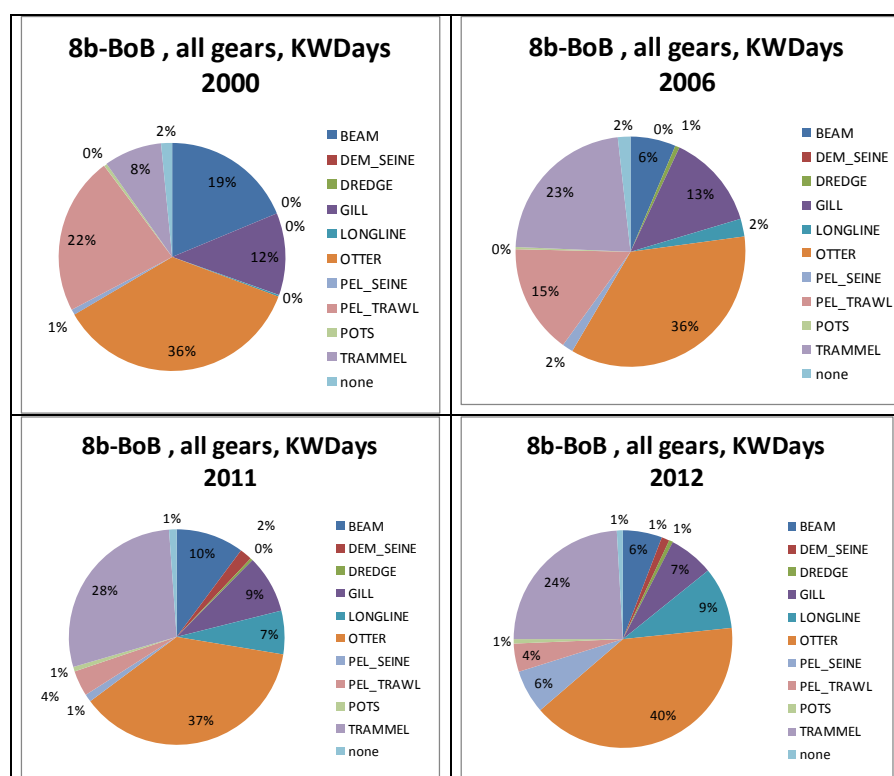 8b-BoB , all gears, KWDays
2000
2%
0%
8%
19%
0%
0%
22%
12%
0%
1%
36%
BEAM
DEM_SEINE
DREDGE
GILL
LONGLINE
OTTER
PEL_SEINE
PEL_TRAWL
POTS
TRAMMEL
none
8b-BoB , all gears, KWDays
2006
2%
0%
1%
6%
23%
13%
2%
0%
15%
36%
2%
BEAM
DEM_SEINE
DREDGE
GILL
LONGLINE
OTTER
PEL_SEINE
PEL_TRAWL
POTS
TRAMMEL
none
8b-BoB , all gears, KWDays
2011
1%
2%
0%
10%
28%
9%
7%
1%
4%
1%
37%
BEAM
DEM_SEINE
DREDGE
GILL
LONGLINE
OTTER
PEL_SEINE
PEL_TRAWL
POTS
TRAMMEL
none
8b-BoB , all gears, KWDays
2012
1%
1%
1%
6%
7%
24%
9%
1%
4%
6%
40%
BEAM
DEM_SEINE
DREDGE
GILL
LONGLINE
OTTER
PEL_SEINE
PEL_TRAWL
POTS
TRAMMEL
none